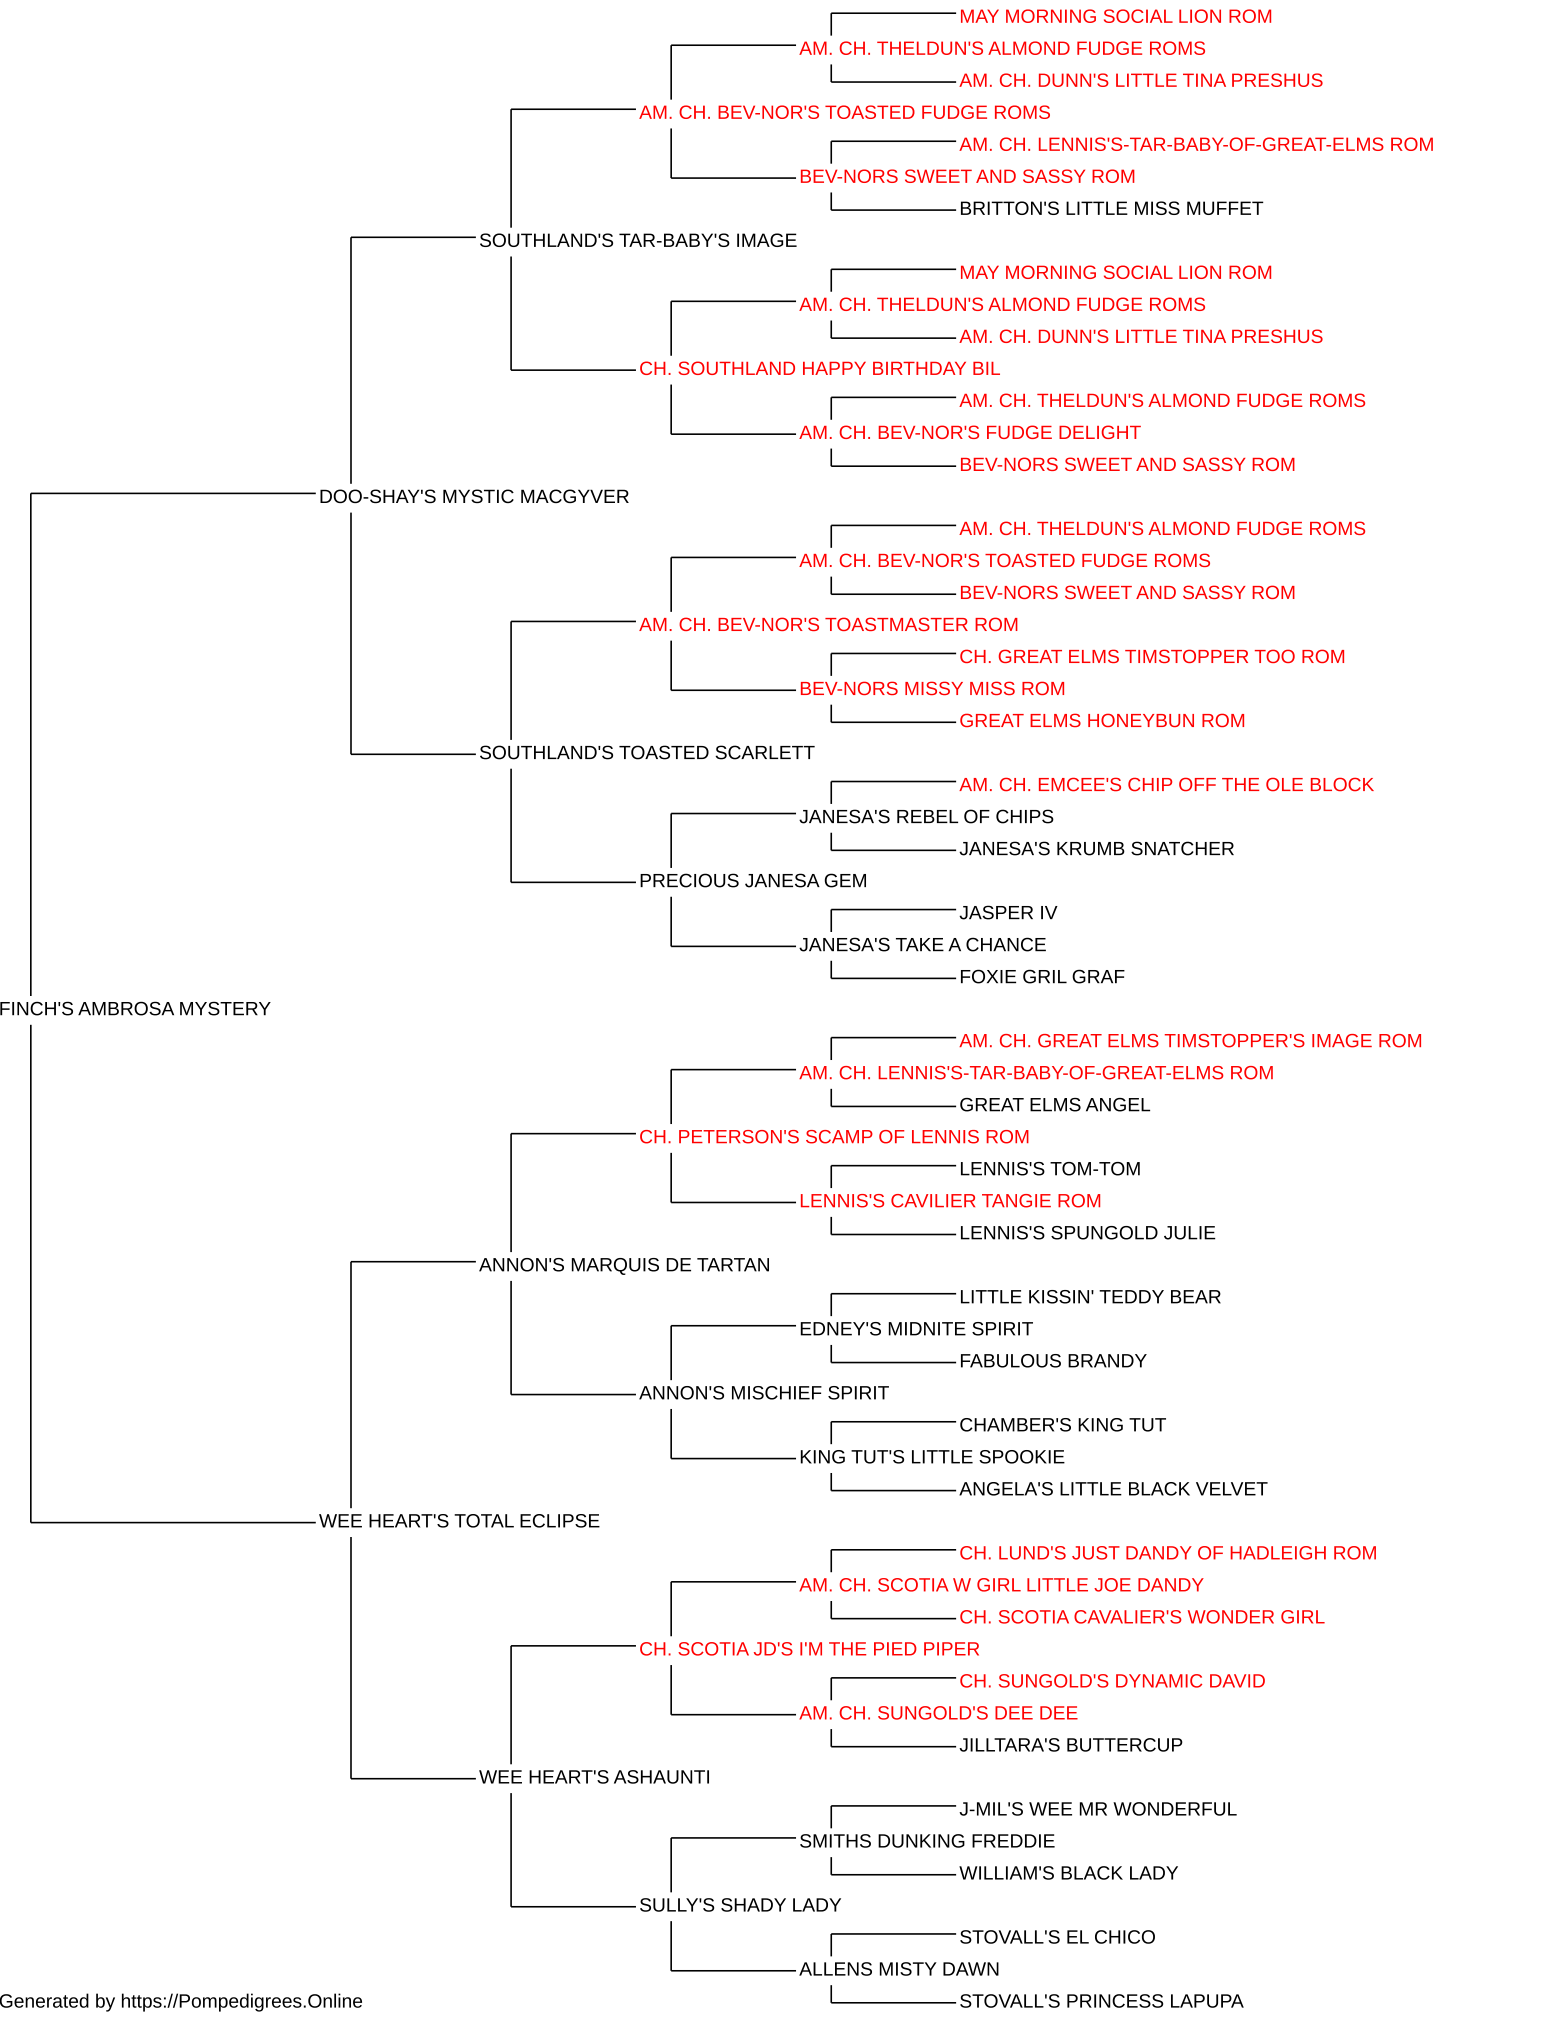 MAY MORNING SOCIAL LION ROM
AM. CH. THELDUN'S ALMOND FUDGE ROMS
AM. CH. DUNN'S LITTLE TINA PRESHUS
AM. CH. BEV-NOR'S TOASTED FUDGE ROMS
AM. CH. LENNIS'S-TAR-BABY-OF-GREAT-ELMS ROM
BEV-NORS SWEET AND SASSY ROM
BRITTON'S LITTLE MISS MUFFET
SOUTHLAND'S TAR-BABY'S IMAGE
MAY MORNING SOCIAL LION ROM
AM. CH. THELDUN'S ALMOND FUDGE ROMS
AM. CH. DUNN'S LITTLE TINA PRESHUS
CH. SOUTHLAND HAPPY BIRTHDAY BIL
AM. CH. THELDUN'S ALMOND FUDGE ROMS
AM. CH. BEV-NOR'S FUDGE DELIGHT
BEV-NORS SWEET AND SASSY ROM
DOO-SHAY'S MYSTIC MACGYVER
AM. CH. THELDUN'S ALMOND FUDGE ROMS
AM. CH. BEV-NOR'S TOASTED FUDGE ROMS
BEV-NORS SWEET AND SASSY ROM
AM. CH. BEV-NOR'S TOASTMASTER ROM
CH. GREAT ELMS TIMSTOPPER TOO ROM
BEV-NORS MISSY MISS ROM
GREAT ELMS HONEYBUN ROM
SOUTHLAND'S TOASTED SCARLETT
AM. CH. EMCEE'S CHIP OFF THE OLE BLOCK
JANESA'S REBEL OF CHIPS
JANESA'S KRUMB SNATCHER
PRECIOUS JANESA GEM
JASPER IV
JANESA'S TAKE A CHANCE
FOXIE GRIL GRAF
FINCH'S AMBROSA MYSTERY
AM. CH. GREAT ELMS TIMSTOPPER'S IMAGE ROM
AM. CH. LENNIS'S-TAR-BABY-OF-GREAT-ELMS ROM
GREAT ELMS ANGEL
CH. PETERSON'S SCAMP OF LENNIS ROM
LENNIS'S TOM-TOM
LENNIS'S CAVILIER TANGIE ROM
LENNIS'S SPUNGOLD JULIE
ANNON'S MARQUIS DE TARTAN
LITTLE KISSIN' TEDDY BEAR
EDNEY'S MIDNITE SPIRIT
FABULOUS BRANDY
ANNON'S MISCHIEF SPIRIT
CHAMBER'S KING TUT
KING TUT'S LITTLE SPOOKIE
ANGELA'S LITTLE BLACK VELVET
WEE HEART'S TOTAL ECLIPSE
CH. LUND'S JUST DANDY OF HADLEIGH ROM
AM. CH. SCOTIA W GIRL LITTLE JOE DANDY
CH. SCOTIA CAVALIER'S WONDER GIRL
CH. SCOTIA JD'S I'M THE PIED PIPER
CH. SUNGOLD'S DYNAMIC DAVID
AM. CH. SUNGOLD'S DEE DEE
JILLTARA'S BUTTERCUP
WEE HEART'S ASHAUNTI
J-MIL'S WEE MR WONDERFUL
SMITHS DUNKING FREDDIE
WILLIAM'S BLACK LADY
SULLY'S SHADY LADY
STOVALL'S EL CHICO
ALLENS MISTY DAWN
STOVALL'S PRINCESS LAPUPA
Generated by https://Pompedigrees.Online